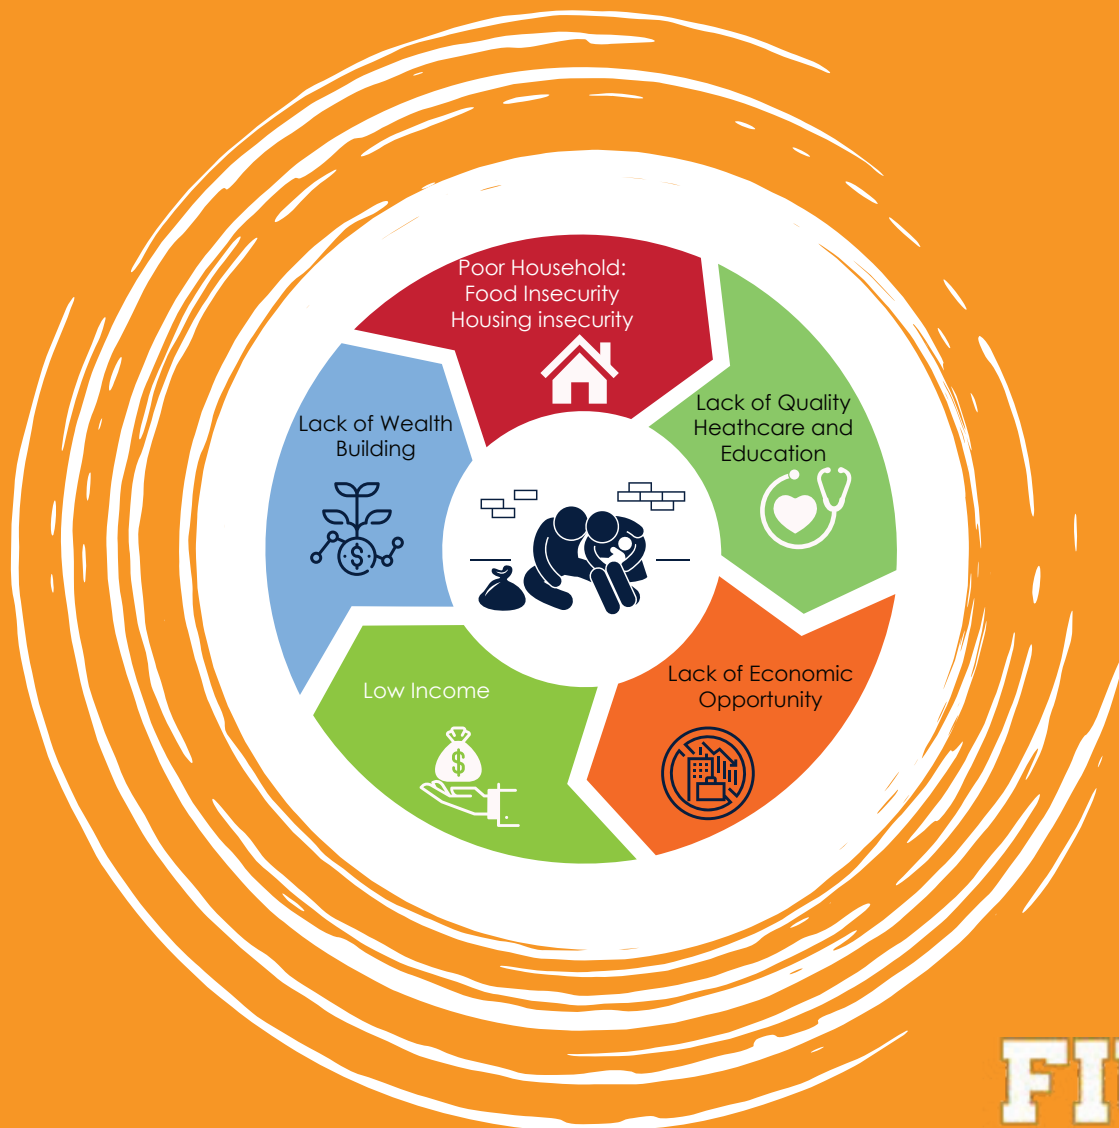 Poor Household:
Food Insecurity
Housing insecurity
Lack of Quality
Heathcare and
Education
Lack of Economic
Opportunity
Low Income
$
Lack of Wealth
Building
$